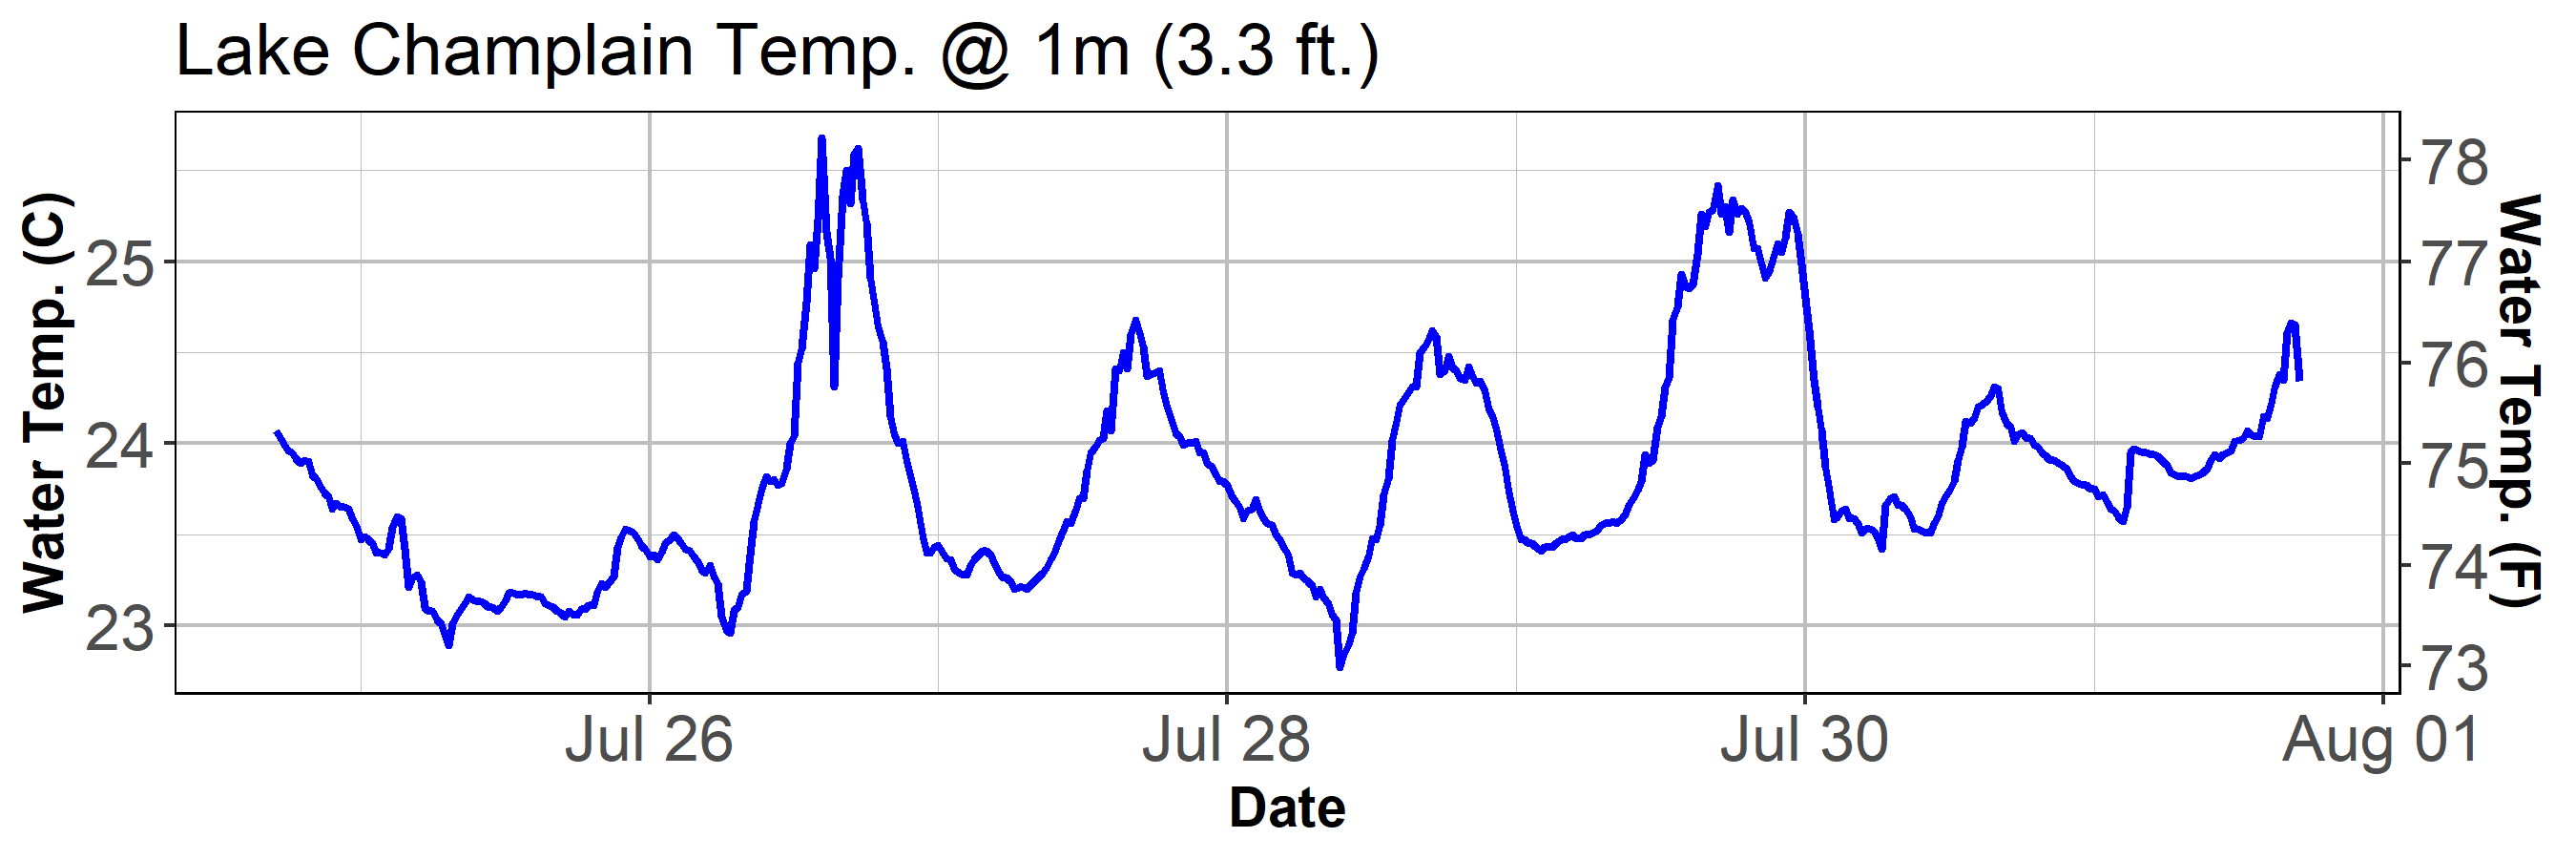 Lake Champlain Temp. @ 1m (3.3 ft.)
Water Temp. (C)
25
24
23
78
77
76
75
74
73
Water Temp. (F)
Jul 26
Jul 28
Jul 30
Aug 01
Date